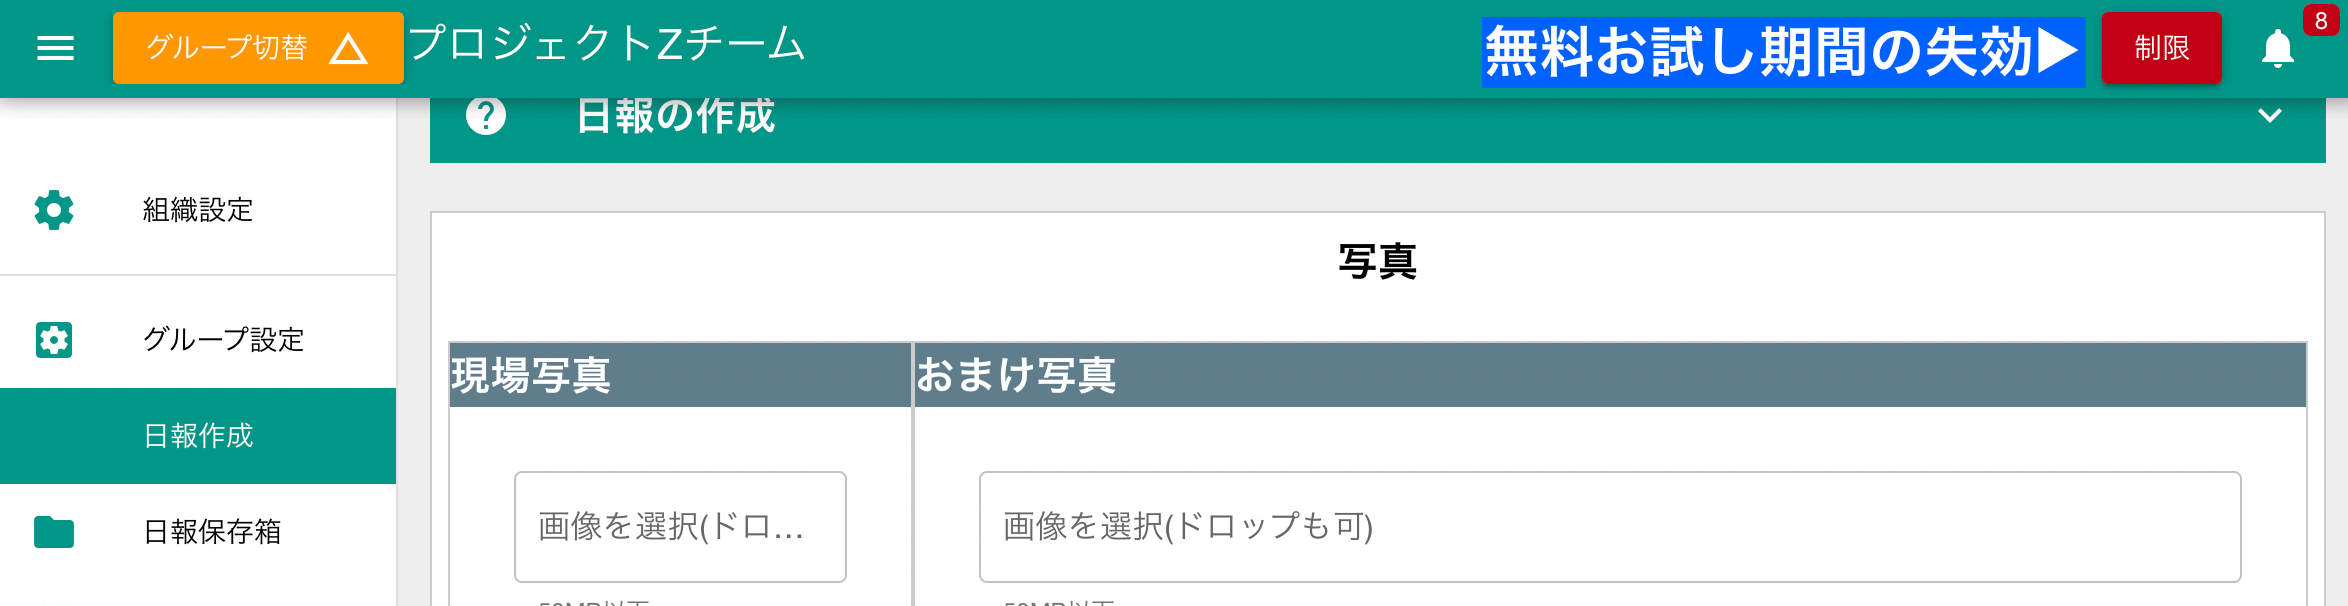 グループ切替
プロジェクトZチーム
無料お試し期間の失効▶
制限
8
日報の作成
組織設定
グループ設定
日報作成
日報保存箱
写真
現場写真
おまけ写真
画像を選択(ドロ...
画像を選択(ドロップも可)